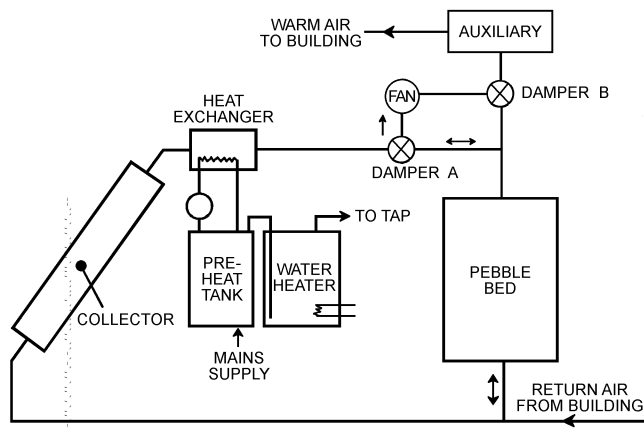 WARM AIR
TO BUILDING
AUXILIARY
FAN
DAMPER B
HEAT
EXCHANGER
DAMPER A
TO TAP
PRE-
HEAT
TANK
WATER
HEATER
PEBBLE
BED
COLLECTOR
MAINS
SUPPLY
RETURN AIR
FROM BUILDING